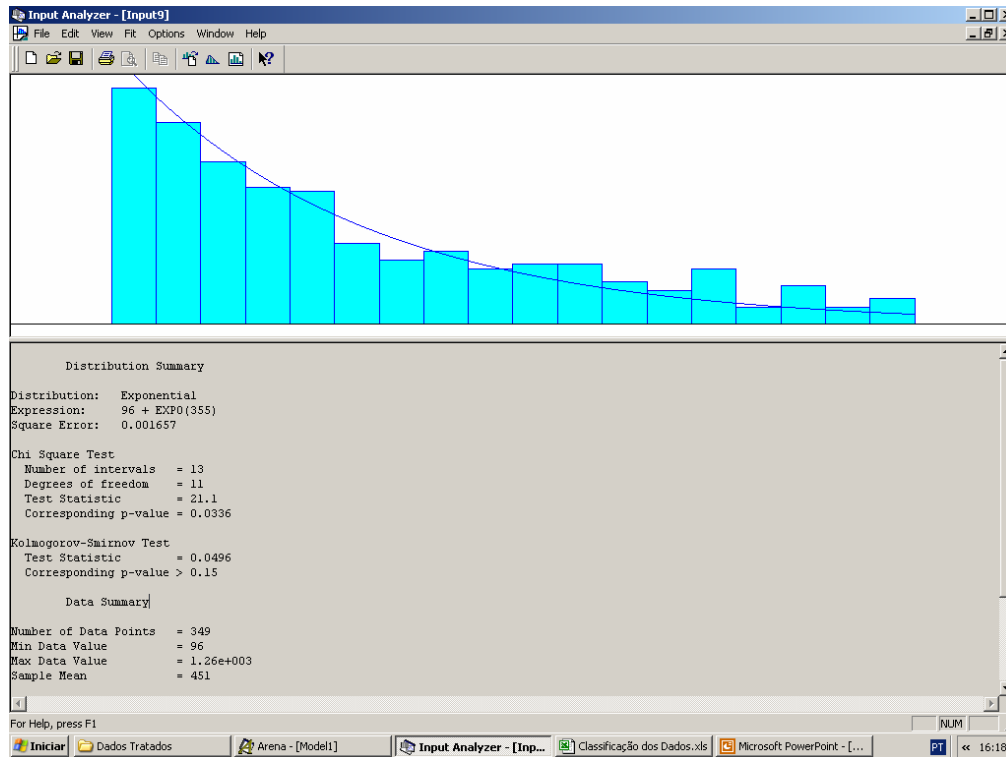 Input Analyzer - [Input9]
File Edit View Fit Options Window Help
Distribution Summary
Distribution: Exponential
Expression: 96 + EXPO(355)
Square Error: 0.001657
Chi Square Test
Number of intervals = 13
Degrees of freedom = 11
Test Statistic = 21.1
Corresponding p-value = 0.0336
Kolmogorov-Smirnov Test
Test Statistic = 0.0496
Corresponding p-value > 0.15
Data Summary
Number of Data Points = 349
Min Data Value = 96
Max Data Value = 1.26e+003
Sample Mean = 451
For Help, press F1 NUM
Iniciar Dados Tratados Arena - [Model1] Input Analyzer - [Inp... Classificação dos Dados.xls Microsoft PowerPoint - [... PT « 16:18